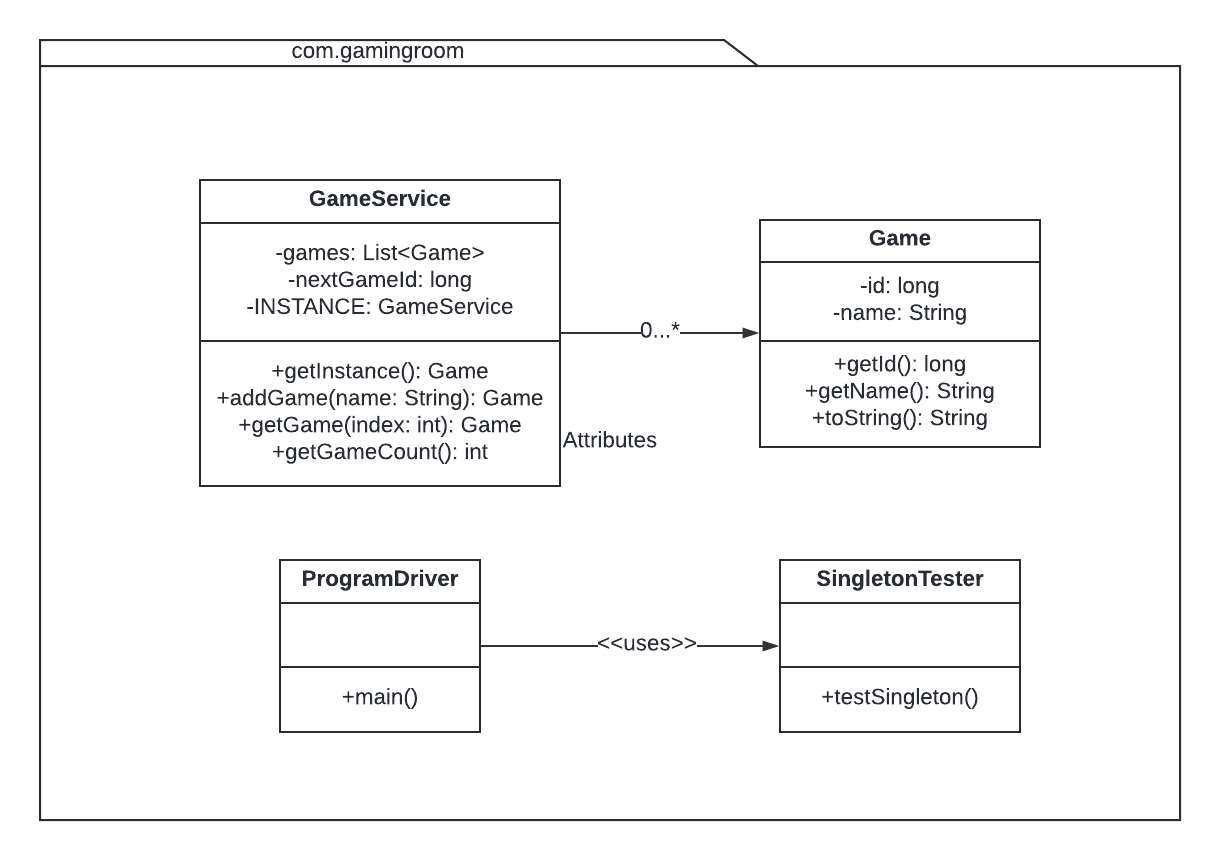 com.gamingroom
GameService
-games: List<Game>
-nextGameId: long
-INSTANCE: GameService
+getInstance(): Game
+addGame(name: String): Game
+getGame(index: int): Game
+getGameCount(): int
0...*
Attributes
Game
-id: long
-name: String
+getId(): long
+getName(): String
+toString(): String
ProgramDriver
+main()
<<uses>>
SingletonTester
+testSingleton()